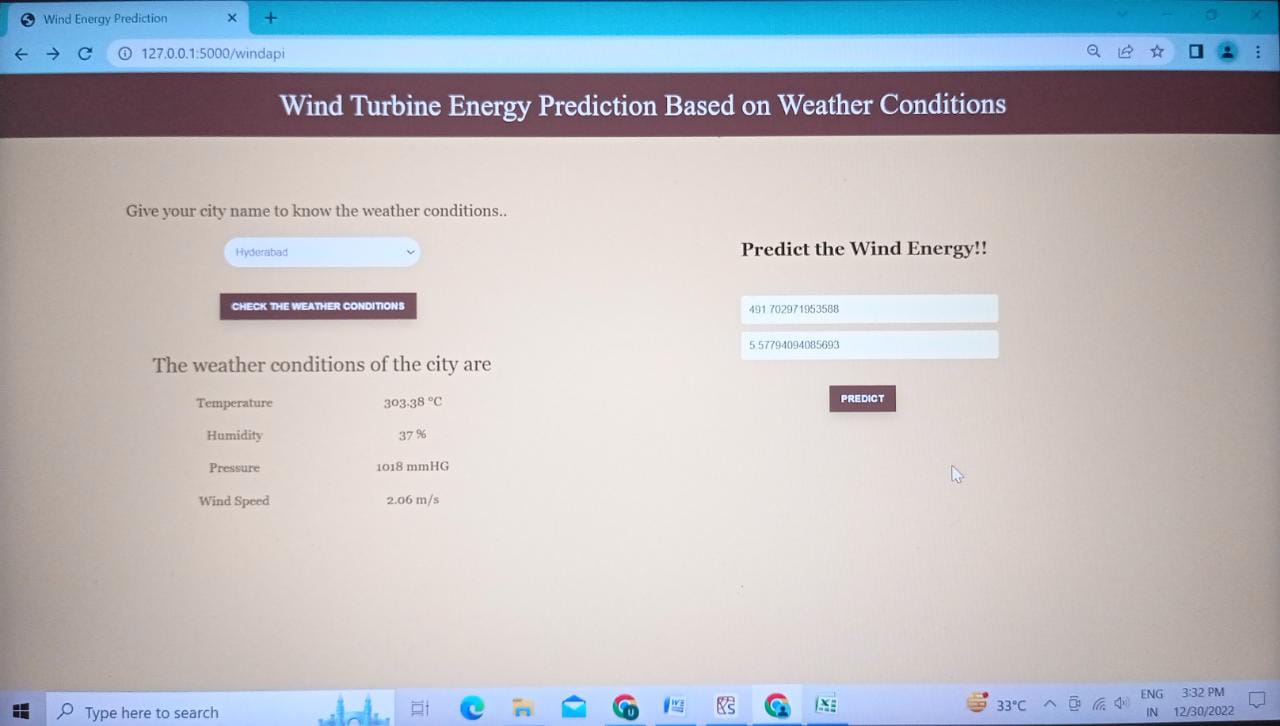 Wind Energy Prediction
127.0.0.1:5000/windapi
Wind Turbine Energy Prediction Based on Weather Conditions
Give your city name to know the weather conditions..
Hyderabad
CHECK THE WEATHER CONDITIONS
The weather conditions of the city are
Temperature 303.38 °C
Humidity 37 %
Pressure 1018 mmHG
Wind Speed 2.06 m/s
Predict the Wind Energy!!
491.702971953588
5.57794094085693
PREDICT
Type here to search
33°C
ENG
IN
3:32 PM
12/30/2022